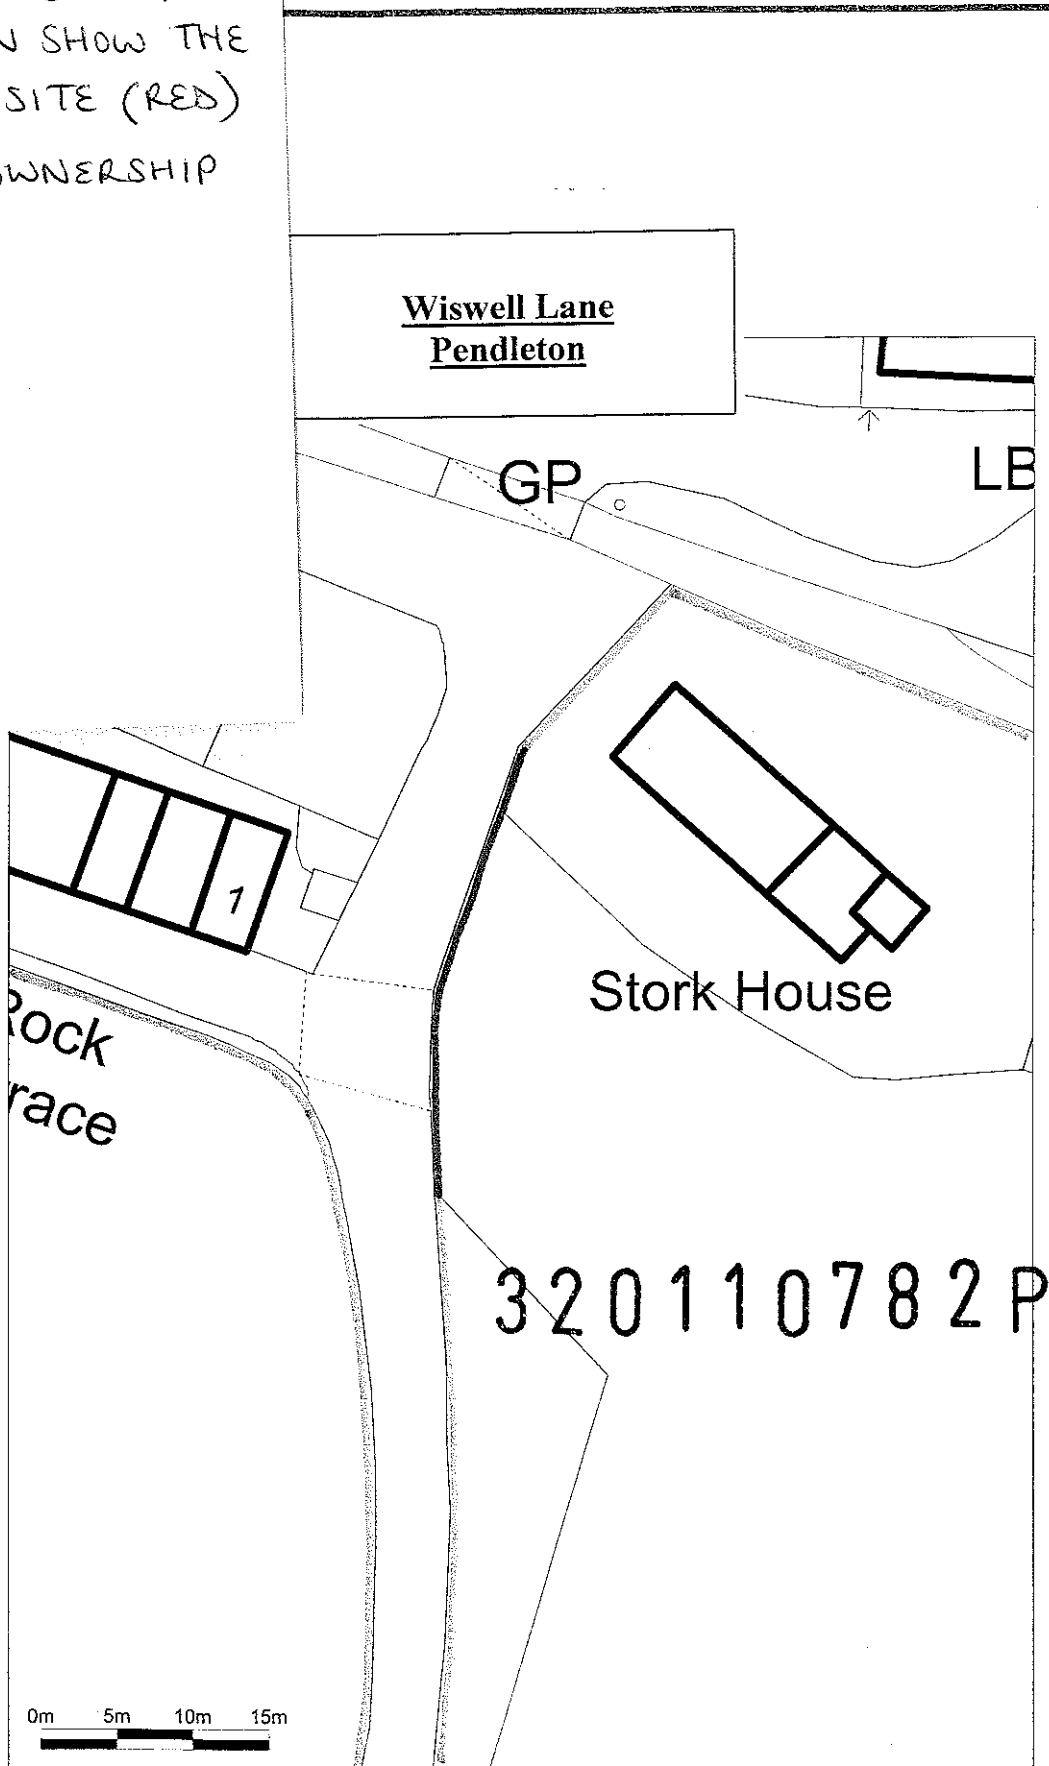 SHOW THE
SITE (RED)
OWNERSHIP
Wiswell Lane
Pendleton
GP
LB
1
Stork House
Rock
race
320110782P
0m 5m 10m 15m